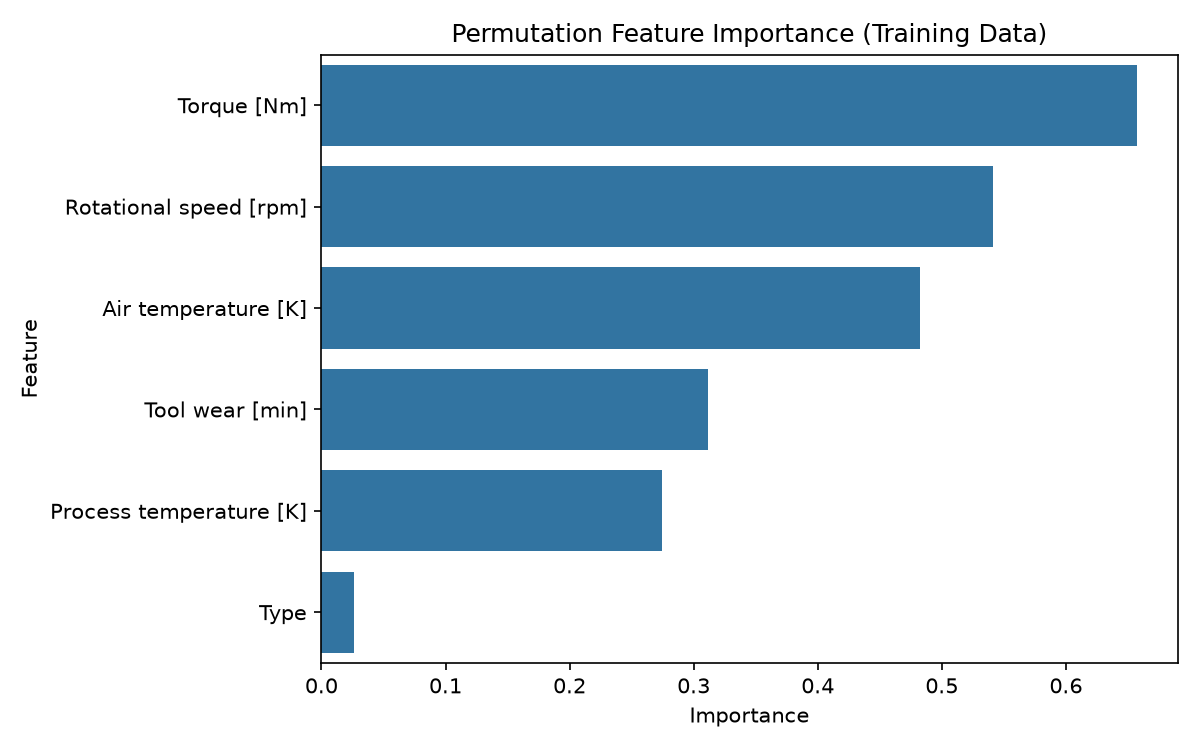 Permutation Feature Importance (Training Data)
Feature
Torque [Nm]
Rotational speed [rpm]
Air temperature [K]
Tool wear [min]
Process temperature [K]
Type
0.0 0.1 0.2 0.3 0.4 0.5 0.6
Importance